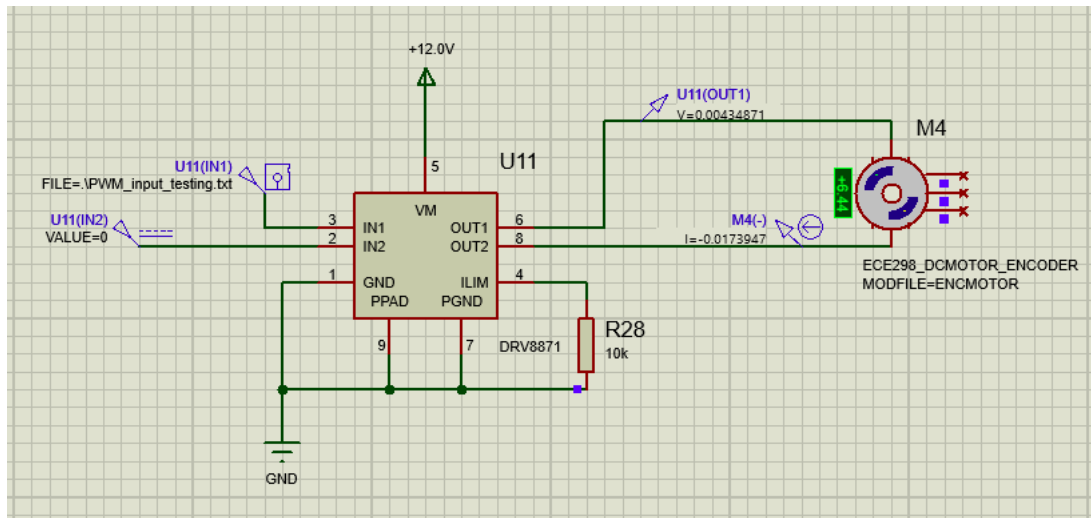 +12.0V
U11(OUT1)
V=0.00434871
M4
U11
5
U11(IN1)
FILE=.\PWM_input_testing.txt
VM
+6.44
U11(IN2)
VALUE=0
3
IN1
OUT1
6
2
IN2
OUT2
8
M4(-)
I=-0.0173947
1
GND
ILIM
4
PPAD
PGND
ECE298_DCMOTOR_ENCODER
MODFILE=ENCMOTOR
9
7
DRV8871
R28
10k
GND